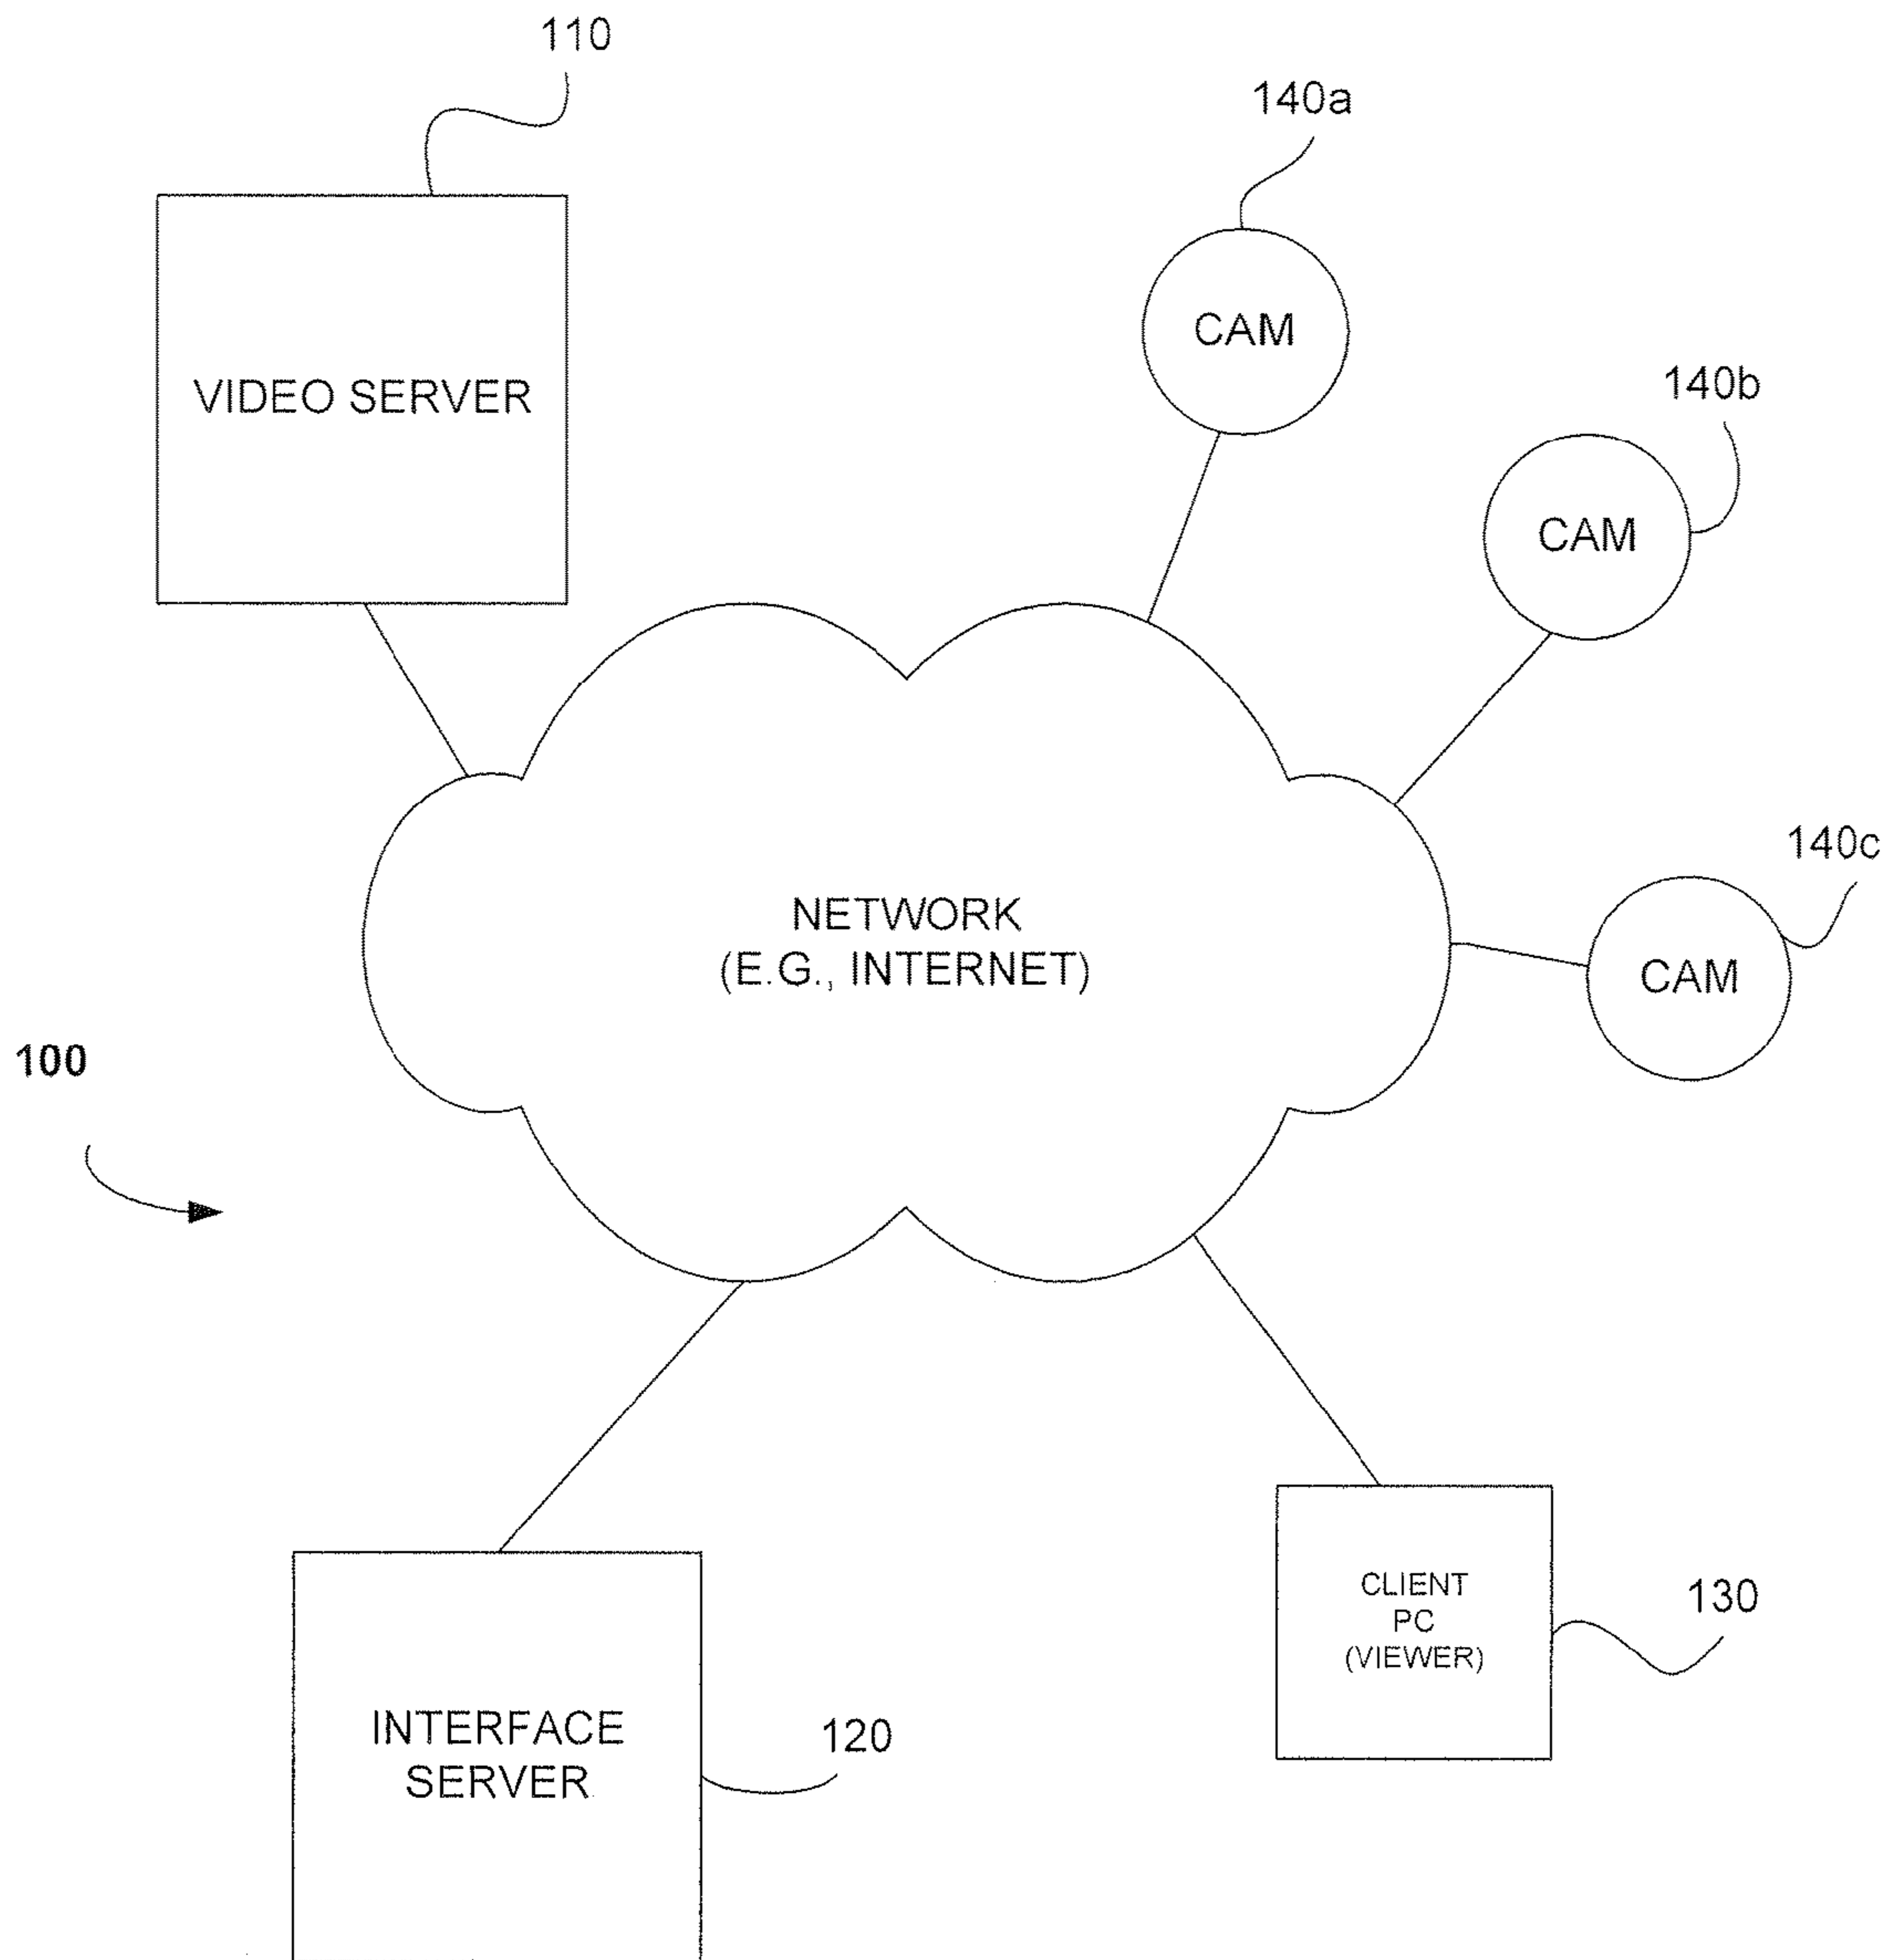 110
140a
VIDEO SERVER
CAM
140b
CAM
140c
NETWORK
(E.G., INTERNET)
CAM
100
CLIENT
PC
(VIEWER)
130
INTERFACE
SERVER
120